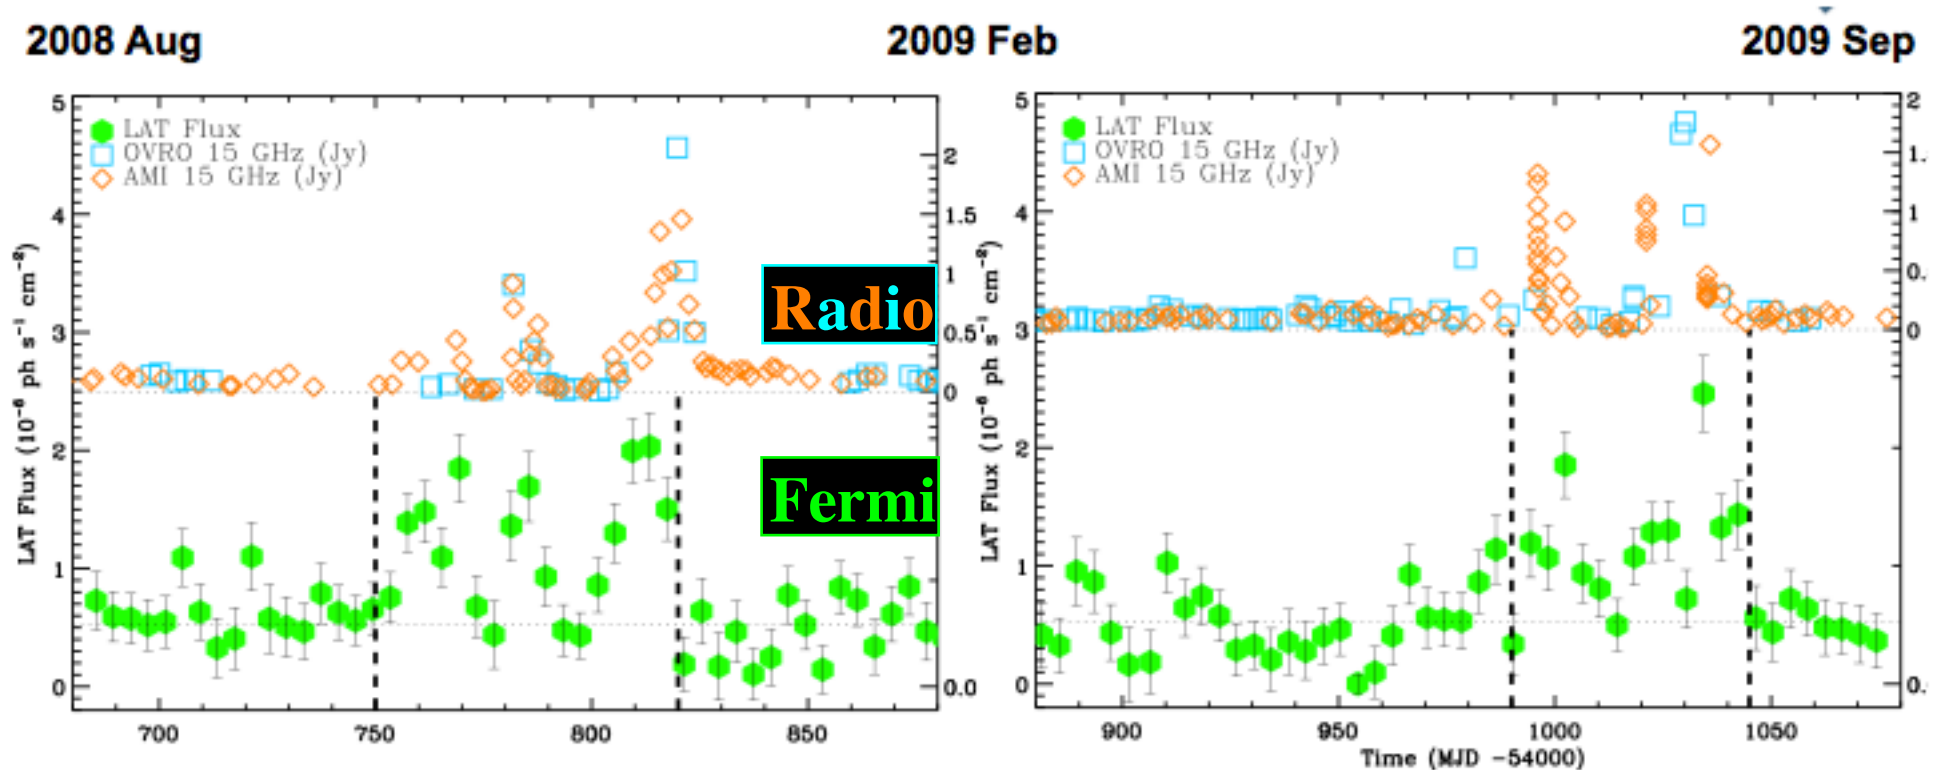 2008 Aug 2009 Feb 2009 Sep
5
4
3
2
1
0
LAT Flux (10⁻⁶ ph s⁻¹ cm⁻²)
LAT Flux
OVRO 15 GHz (Jy)
AMI 15 GHz (Jy)
2
1.5
1
0.5
0
0.0
Radio
Fermi
700 750 800 850
5
4
3
2
1
0
LAT Flux (10⁻⁶ ph s⁻¹ cm⁻²)
LAT Flux
OVRO 15 GHz (Jy)
AMI 15 GHz (Jy)
2
1.
1
0.
0
0.
900 950 1000 1050
Time (MJD -54000)